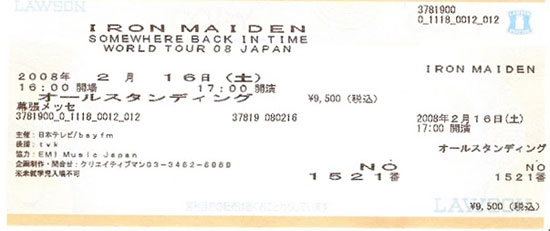 LAWSON
3781900
0_1118_0012_012
IRON MAIDEN
SOMEWHERE BACK IN TIME
WORLD TOUR 08 JAPAN
2008年 2月 16日(土)
16:00 開場 17:00 開演
オールスタンディング ¥9,500 (税込)
幕張メッセ
3781900_0_1118_0012_012 37819 080216
主催:日本テレビ/bayfm
後援:tvk
協力:EMI Music Japan
企画制作・問合せ:クリエイティブマン03-3462-6969
※未就学児入場不可
NO
1521番
IRON MAIDEN
2008年2月16日(土)
17:00 開演
オールスタンディング
NO
1521番
¥9,500 (税込)
LAWSON
LAWSON